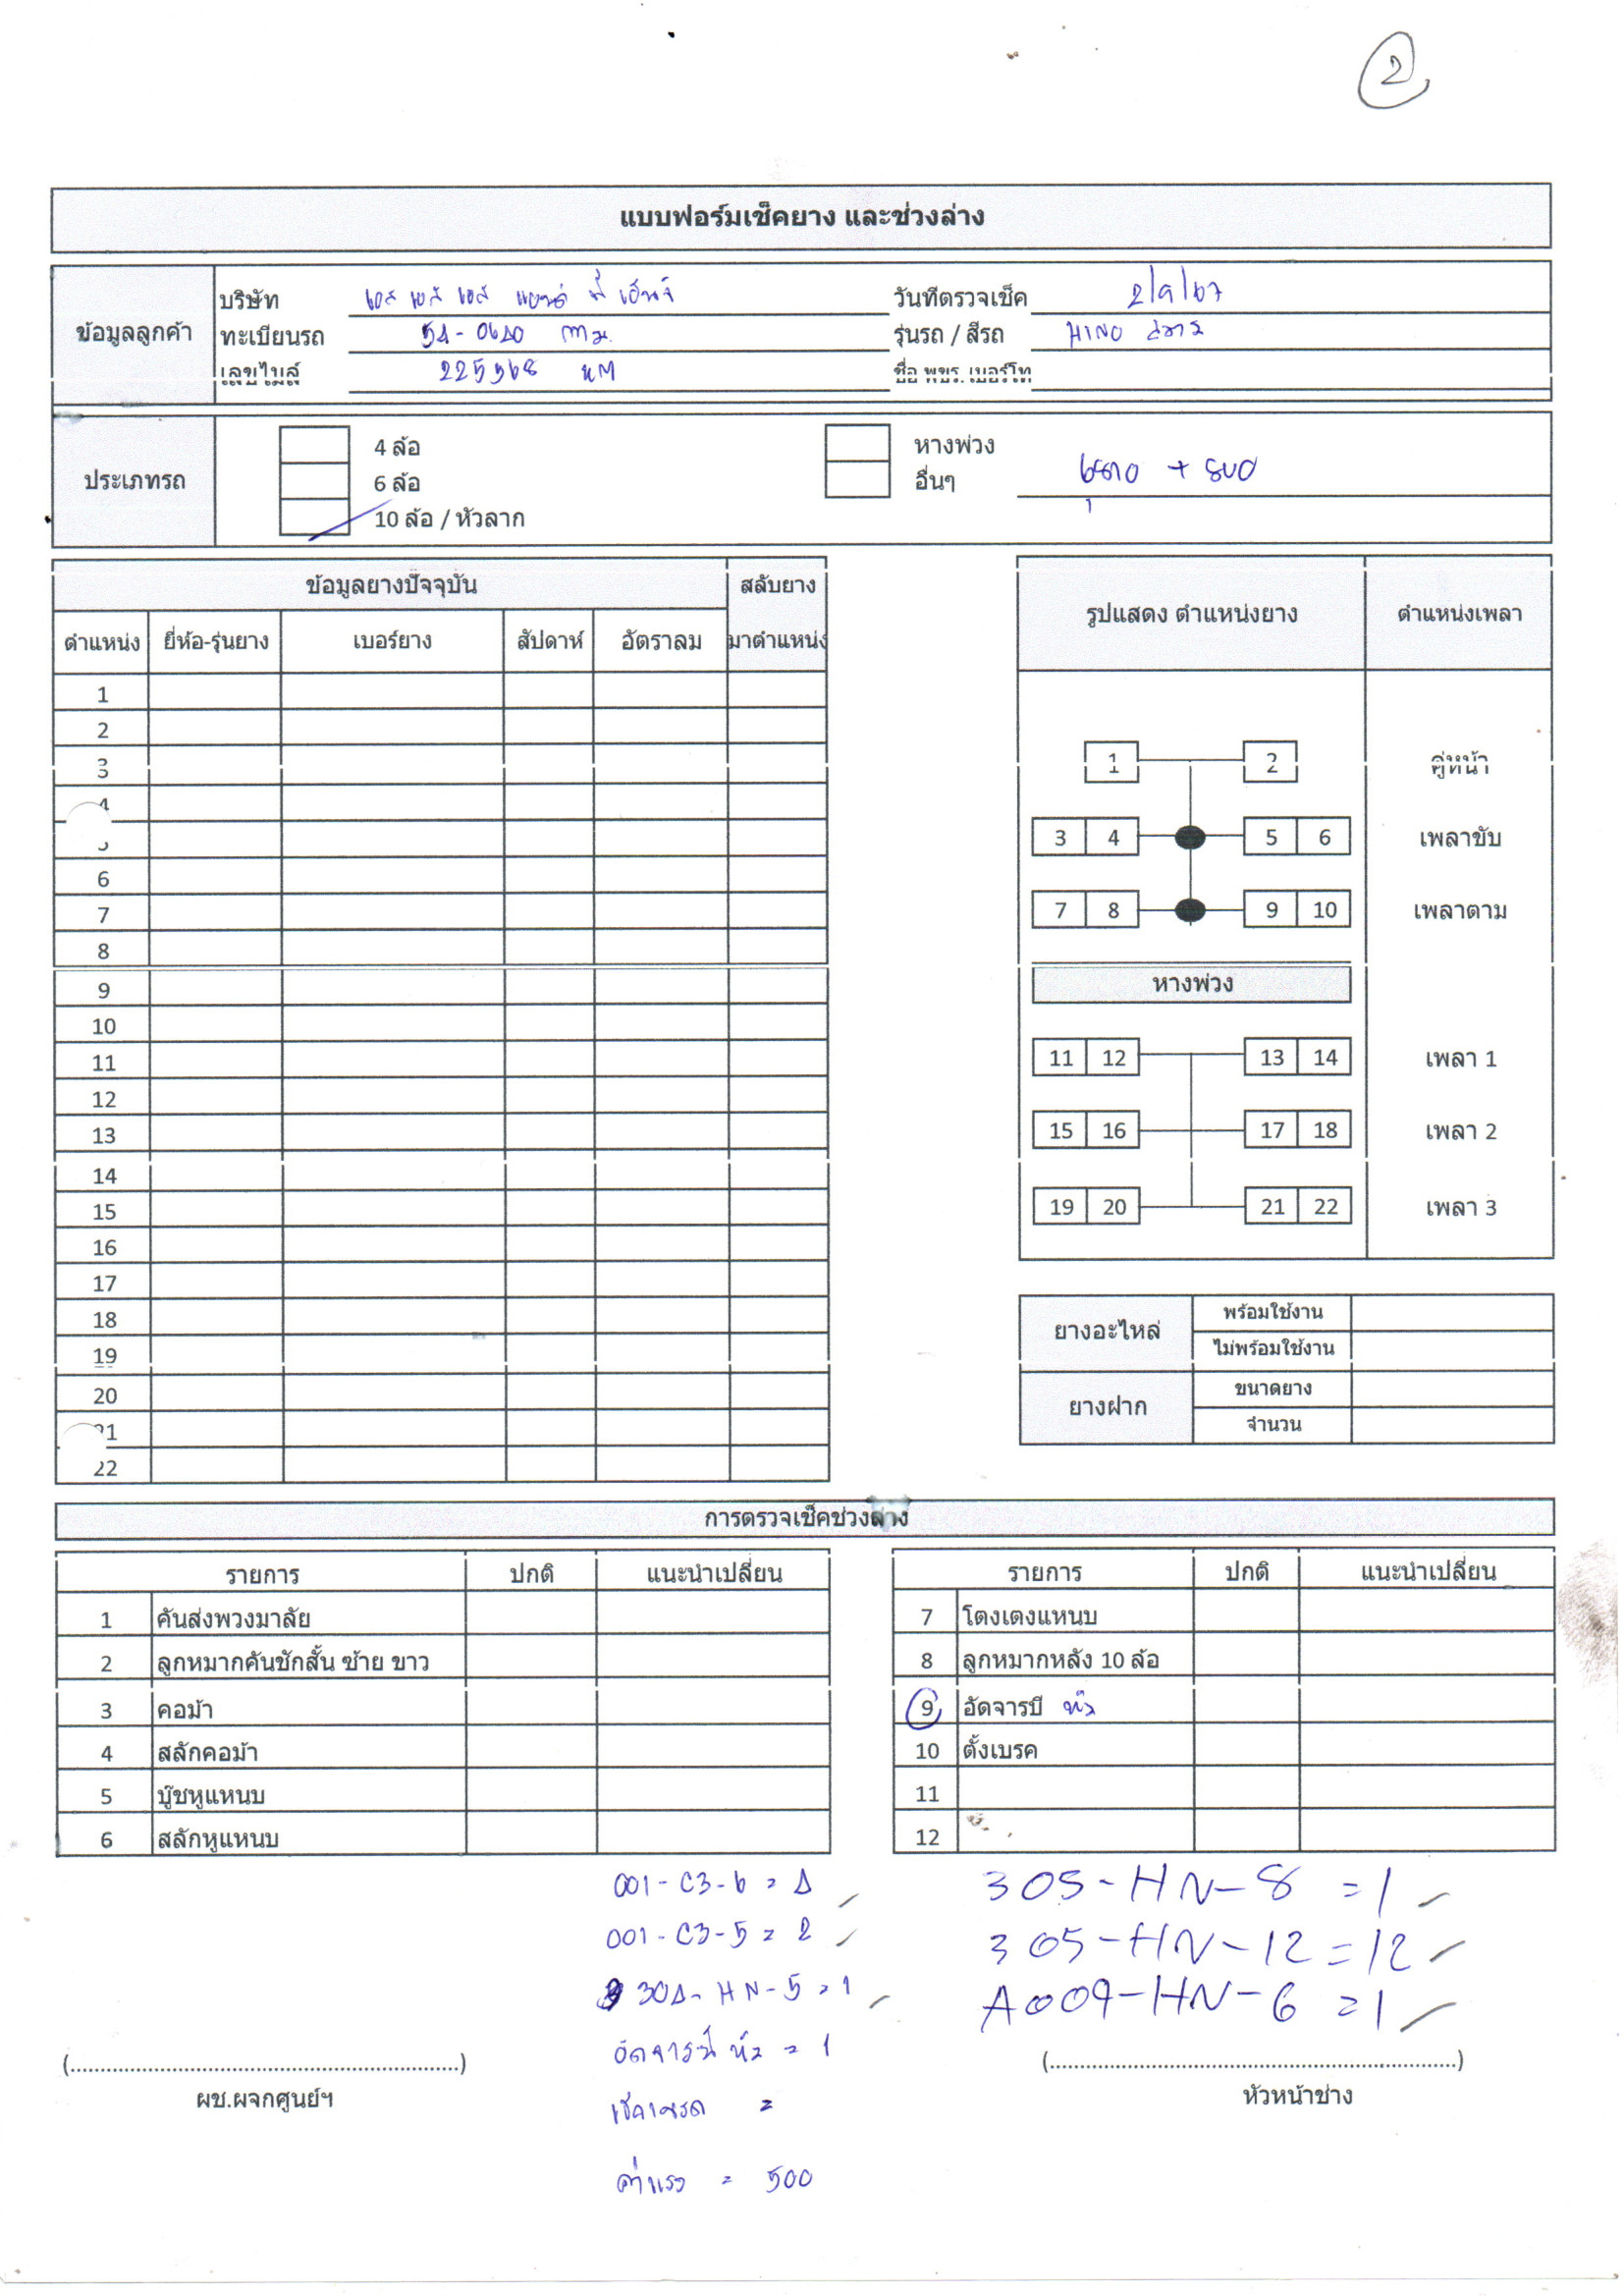 2
แบบฟอร์มเช็คยาง และช่วงล่าง
ข้อมูลลูกค้า
บริษัท เอส เอส เอส แอนด์ พี เอ็นจิ
วันที่ตรวจเช็ค 2/9/67
ทะเบียนรถ 54-0640 กท.
รุ่นรถ / สีรถ HINO สีขาว
เลขไมล์ 225968 KM
ชื่อ พขร. เบอร์โท
ประเภทรถ
4 ล้อ
6 ล้อ
10 ล้อ / หัวลาก
หางพ่วง
อื่นๆ
ข้อมูลยางปัจจุบัน สลับยาง
ตำแหน่ง ยี่ห้อ-รุ่นยาง เบอร์ยาง สัปดาห์ อัตราลม มาตำแหน่ง
1
2
3
4
5
6
7
8
9
10
11
12
13
14
15
16
17
18
19
20
21
22
รูปแสดง ตำแหน่งยาง ตำแหน่งเพลา
1 2 คู่หน้า
3 4 5 6 เพลาขับ
7 8 9 10 เพลาตาม
หางพ่วง
11 12 13 14 เพลา 1
15 16 17 18 เพลา 2
19 20 21 22 เพลา 3
ยางอะไหล่ พร้อมใช้งาน
ไม่พร้อมใช้งาน
ยางฝาก ขนาดยาง
จำนวน
การตรวจเช็คช่วงล่าง
รายการ ปกติ แนะนำเปลี่ยน
1 คันส่งพวงมาลัย
2 ลูกหมากคันชักสั้น ซ้าย ขาว
3 คอม้า
4 สลักคอม้า
5 บู๊ชหูแหนบ
6 สลักหูแหนบ
รายการ ปกติ แนะนำเปลี่ยน
7 โตงเตงแหนบ
8 ลูกหมากหลัง 10 ล้อ
9 อัดจารบี หัว
10 ตั้งเบรค
11
12
001-C3-6 = 4
001-C3-5 = 2
304-HN-5 = 1
อัดจารบี หัว = 1
เช็คเบรค =
ค่าแรง = 500
305-HN-8 = 1
305-HN-12 = 12
A009-HN-6 = 1
(..............................................................)
ผช.ผจกศูนย์ฯ
(..............................................................)
หัวหน้าช่าง